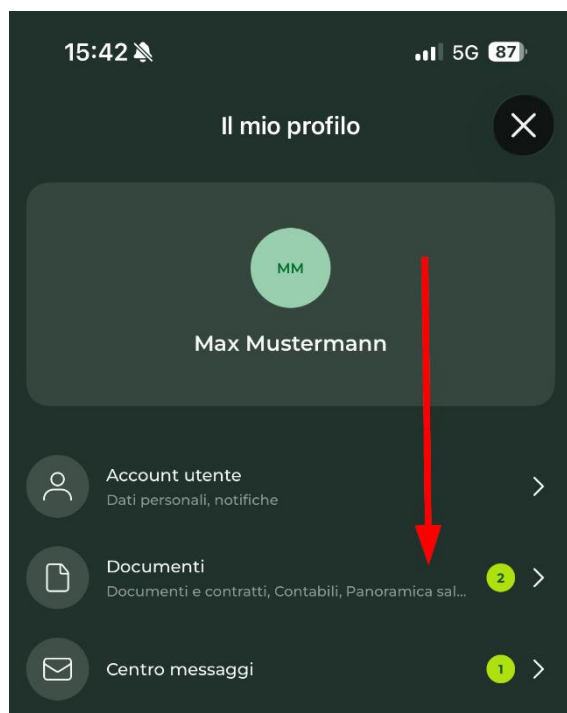 15:42 5G 87
Il mio profilo
MM
Max Mustermann
Account utente
Dati personali, notifiche
Documenti
Documenti e contratti, Contabili, Panoramica sal...
2
Centro messaggi
1